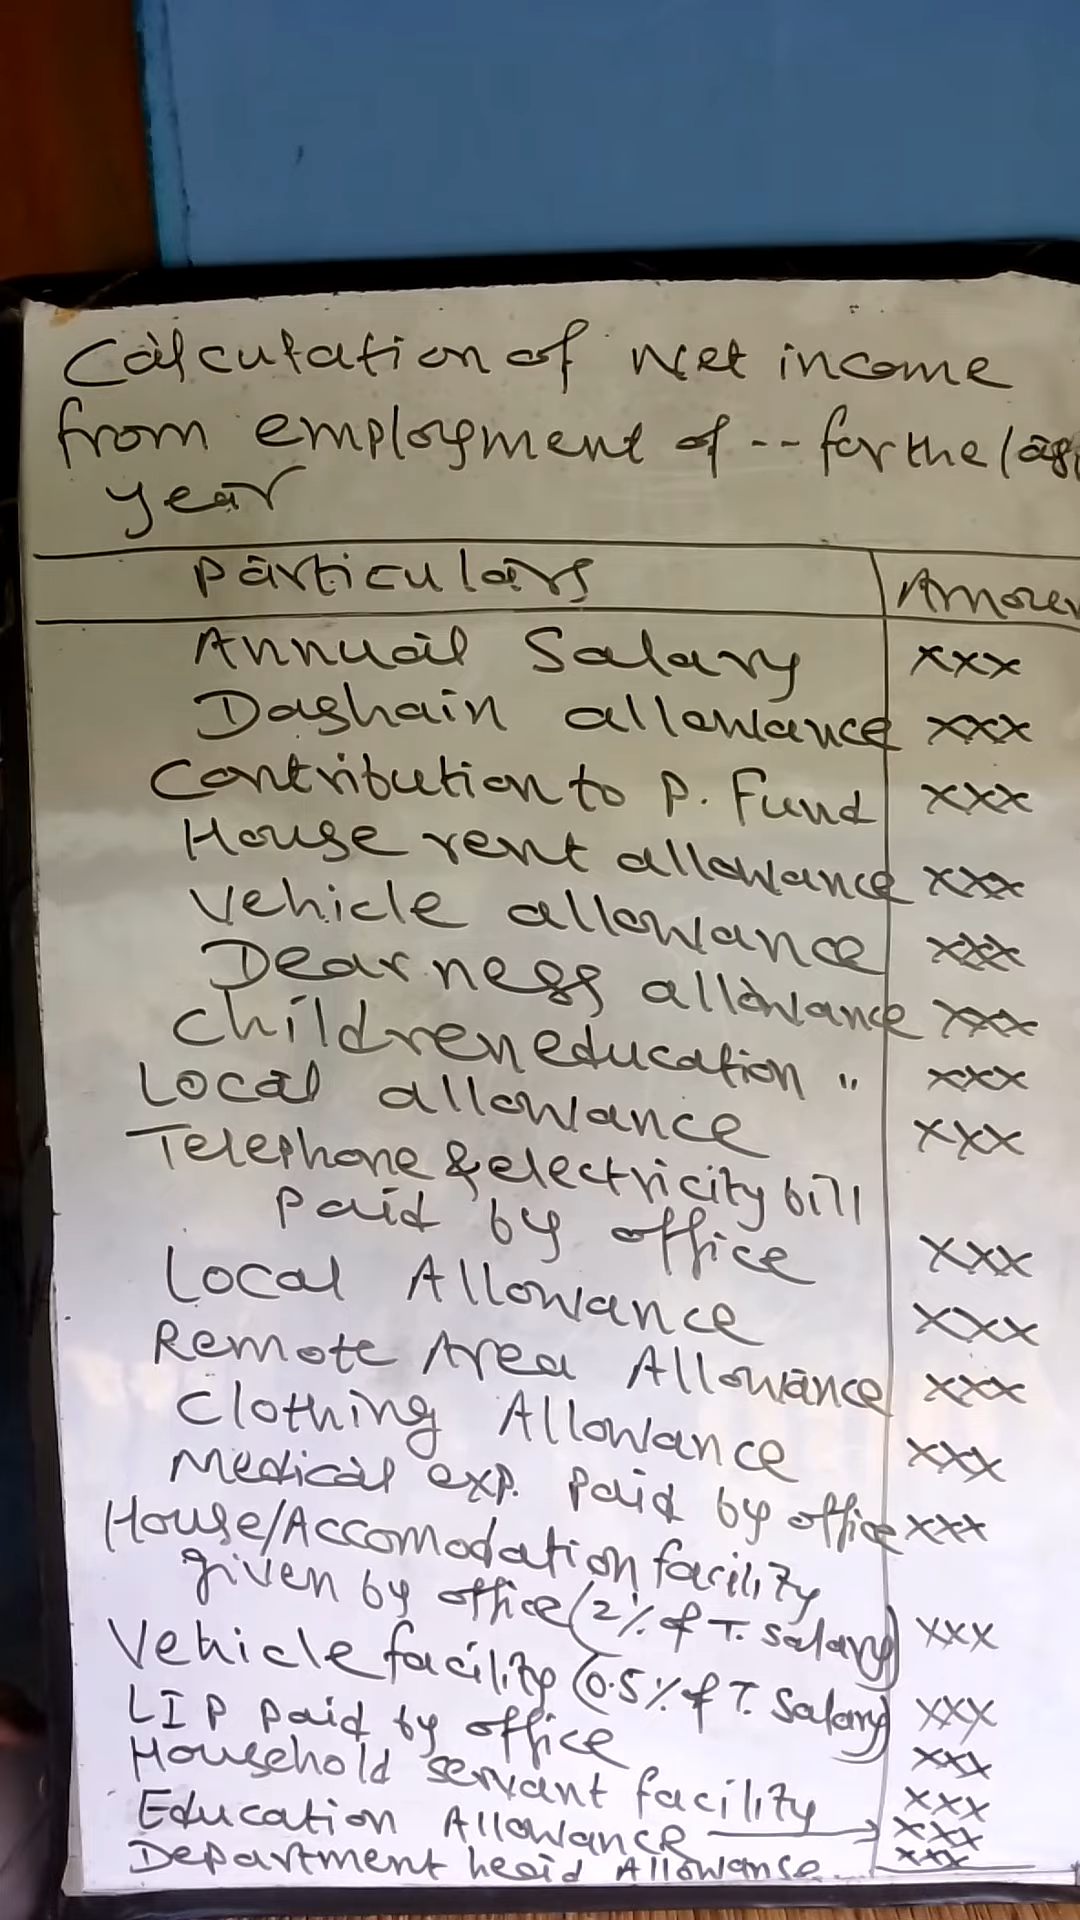 Calculation of Net income
from employment of -- for the
year
Particulars
Annual Salary xxx
Dashain allowance xxx
Contribution to P. Fund xxx
House rent allowance xxx
Vehicle allowance xxx
Dearness allowance xxx
Children education " xxx
Local allowance xxx
Telephone & electricity bill
paid by office xxx
Local Allowance xxx
Remote Area Allowance xxx
Clothing Allowance xxx
Medical exp. paid by office xxx
House/Accomodation facility
given by office (2% of T. Salary) xxx
Vehicle facility (0.5% of T. Salary) xxx
LIP paid by office xxx
Household servant facility xxx
Education Allowance xxx
Department head Allowanse xxx